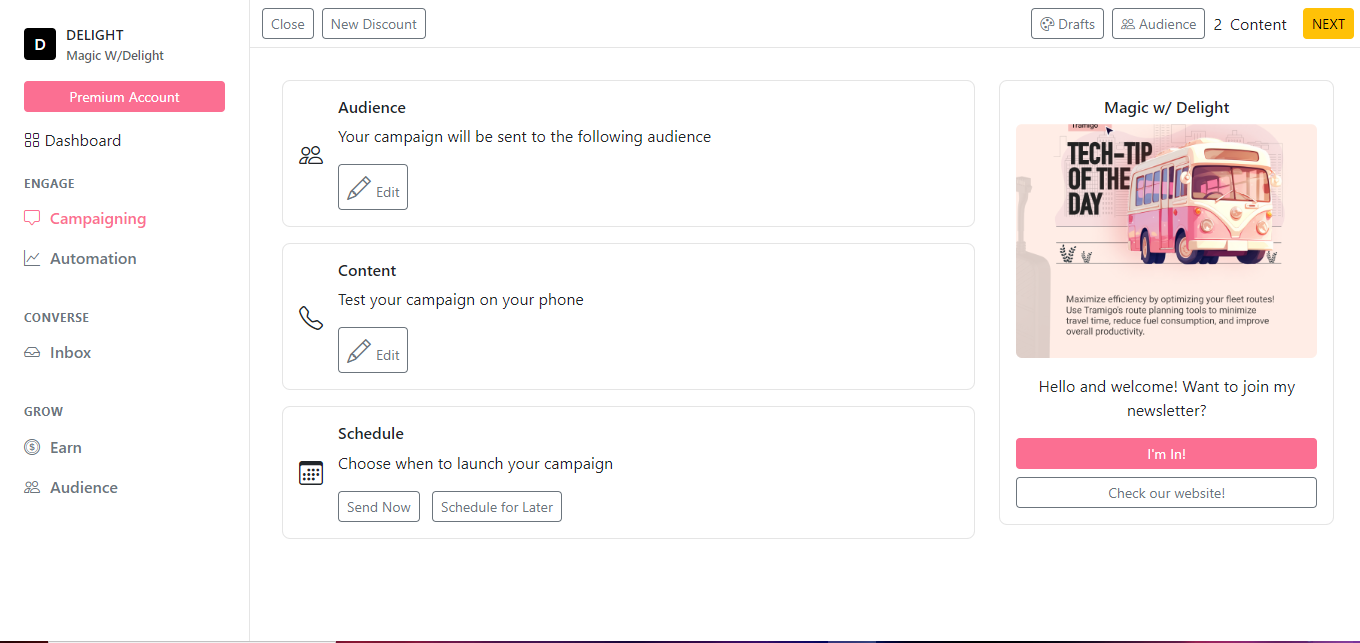 D
DELIGHT
Magic W/Delight
Premium Account
Dashboard
ENGAGE
Campaigning
Automation
CONVERSE
Inbox
GROW
Earn
Audience
Close
New Discount
Drafts
Audience
2 Content
NEXT
Audience
Your campaign will be sent to the following audience
Edit
Content
Test your campaign on your phone
Edit
Schedule
Choose when to launch your campaign
Send Now
Schedule for Later
Magic w/ Delight
Tramigo
TECH-TIP
OF THE
DAY
Maximize efficiency by optimizing your fleet routes!
Use Tramigo's route planning tools to minimize
travel time, reduce fuel consumption, and improve
overall productivity.
Hello and welcome! Want to join my
newsletter?
I'm In!
Check our website!